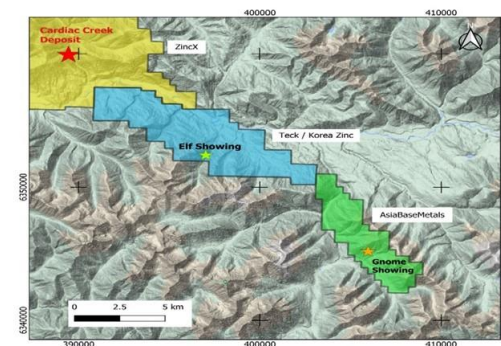 400000
410000
Cardiac Creek
Deposit
ZincX
Teck / Korea Zinc
Elf Showing
6350000
AsiaBaseMetals
Gnome
Showing
0 2.5 5 km
6340000
390000
400000
410000